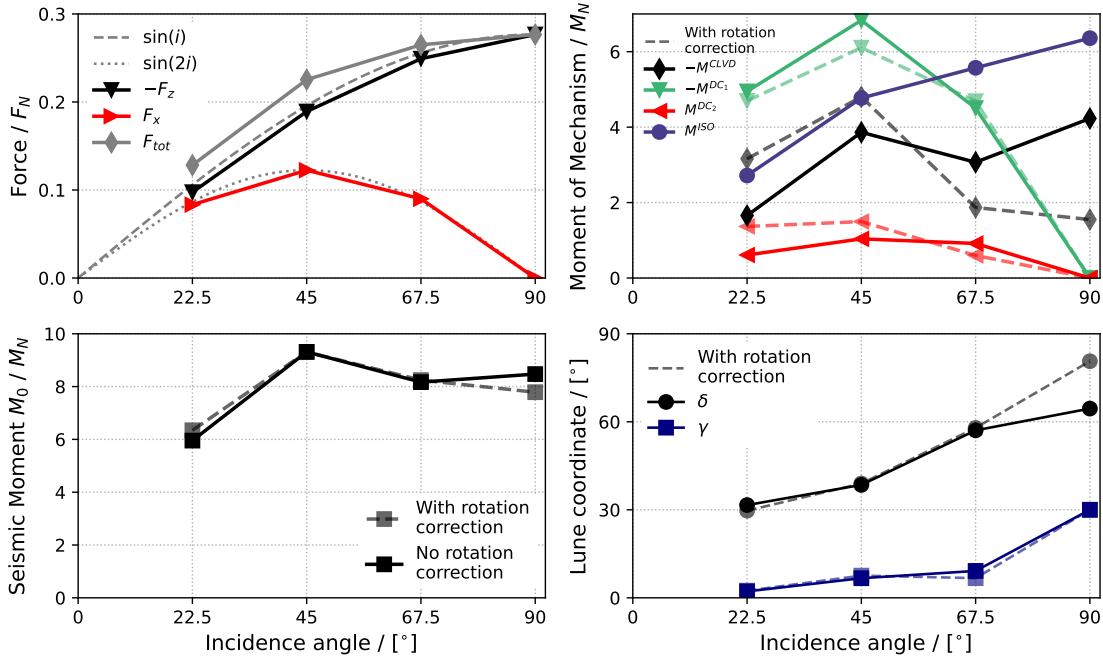 0.3
0.2
0.1
0.0
Force / F_N
sin(i)
sin(2i)
−F_z
F_x
F_tot
0
22.5
45
67.5
90
6
4
2
0
Moment of Mechanism / M_N
With rotation
correction
−M^CLVD
−M^DC₁
M^DC₂
M^ISO
0
22.5
45
67.5
90
10
8
6
4
2
0
Seismic Moment M_0 / M_N
With rotation
correction
No rotation
correction
0
22.5
45
67.5
90
Incidence angle / [°]
90
60
30
0
Lune coordinate / [°]
With rotation
correction
δ
γ
0
22.5
45
67.5
90
Incidence angle / [°]